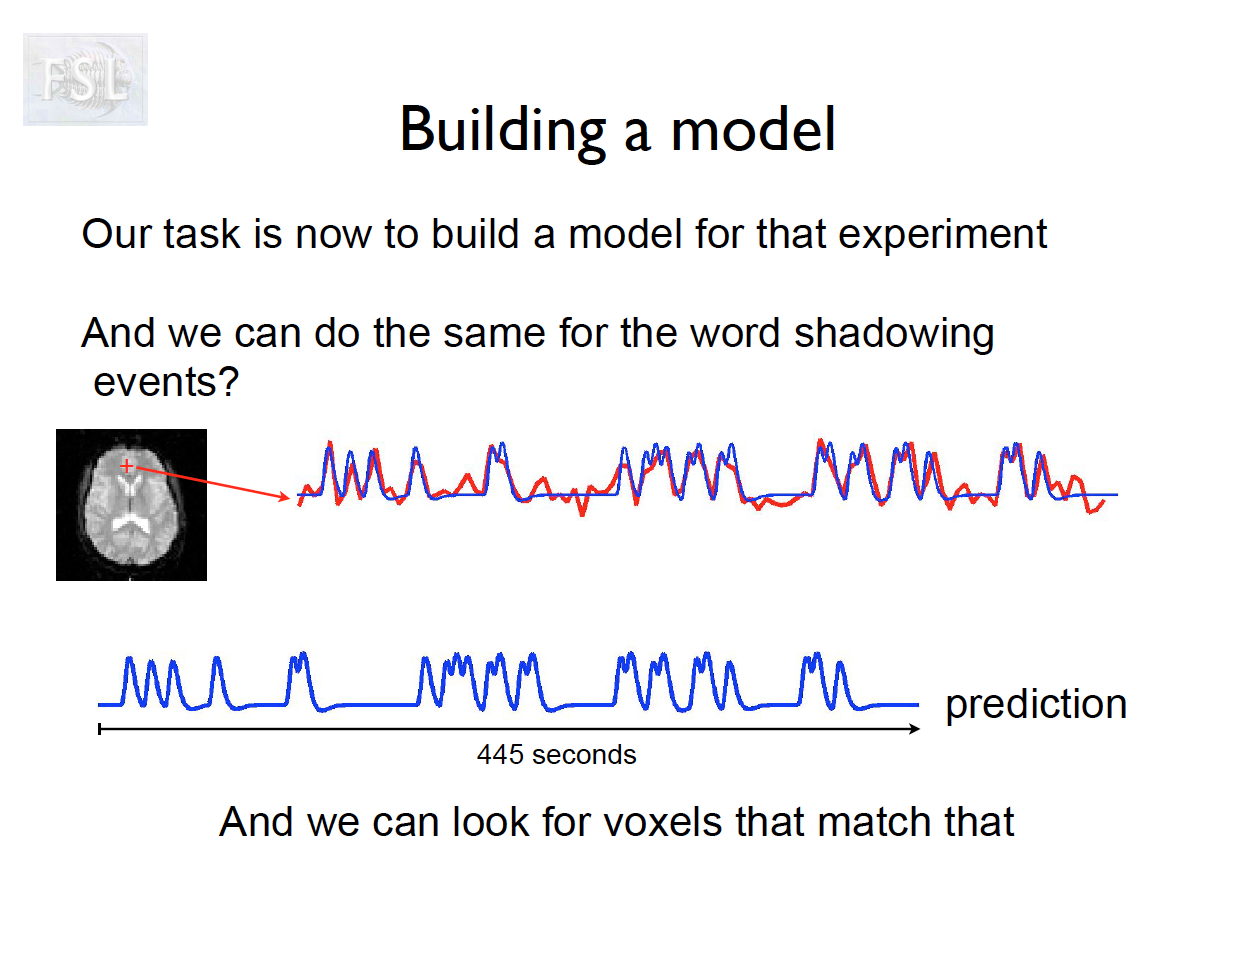 FSL
Building a model
Our task is now to build a model for that experiment
And we can do the same for the word shadowing
events?
prediction
445 seconds
And we can look for voxels that match that